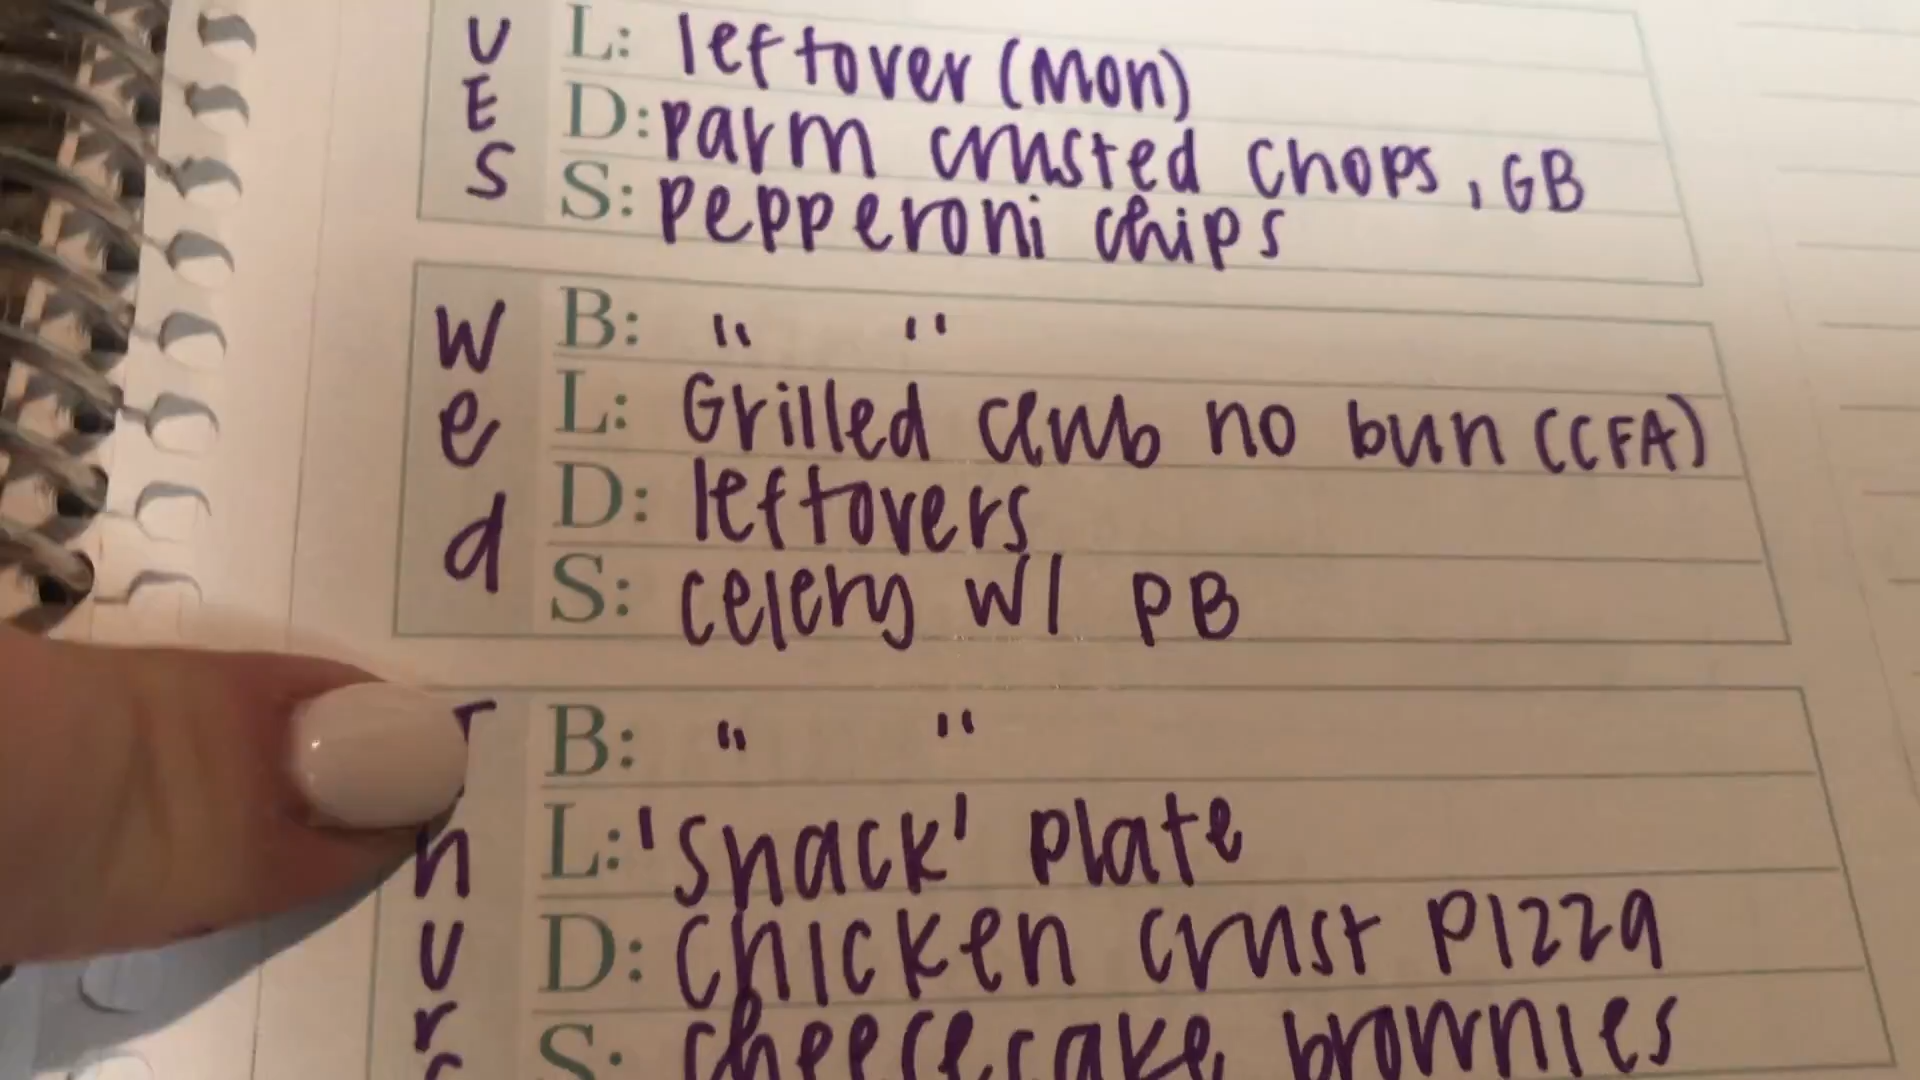 U
E
S
L: leftover (Mon)
D: parm crusted chops, GB
S: pepperoni chips
W
e
d
B: " "
L: Grilled club no bun (CFA)
D: leftovers
S: celery w/ PB
T
h
u
r
s
B: " "
L: 'snack' plate
D: chicken crust pizza
S: cheesecake brownies